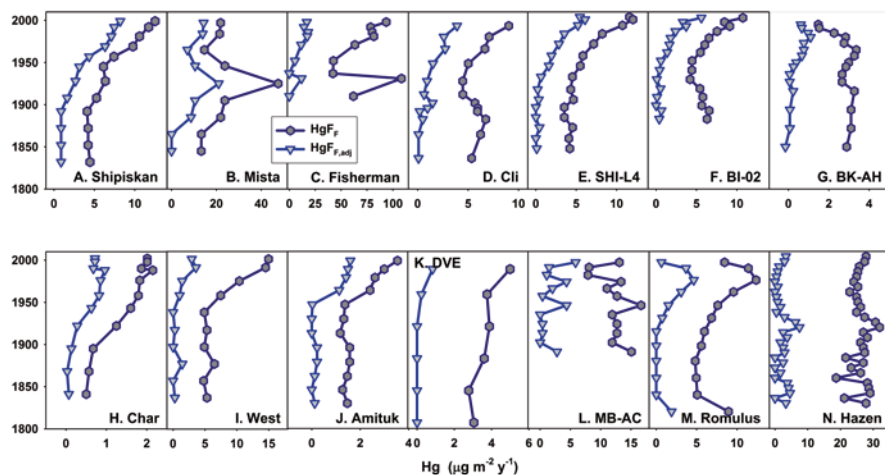 2000
1950
1900
1850
1800
HgF_F
HgF_F,adj
A. Shipiskan
B. Mista
C. Fisherman
D. Cli
E. SHI-L4
F. BI-02
G. BK-AH
0 5 10
0 10 20 30 40
0 25 50 75 100
0 5 10
0 5 10
0 5 10
0 2 4
2000
1950
1900
1850
1800
K. DVE
H. Char
I. West
J. Amituk
L. MB-AC
M. Romulus
N. Hazen
0 1 2
0 5 10 15
0 2 4
0 2 4 6
0 5 10 15
0 5 10
0 10 20 30
Hg (μg m⁻² y⁻¹)